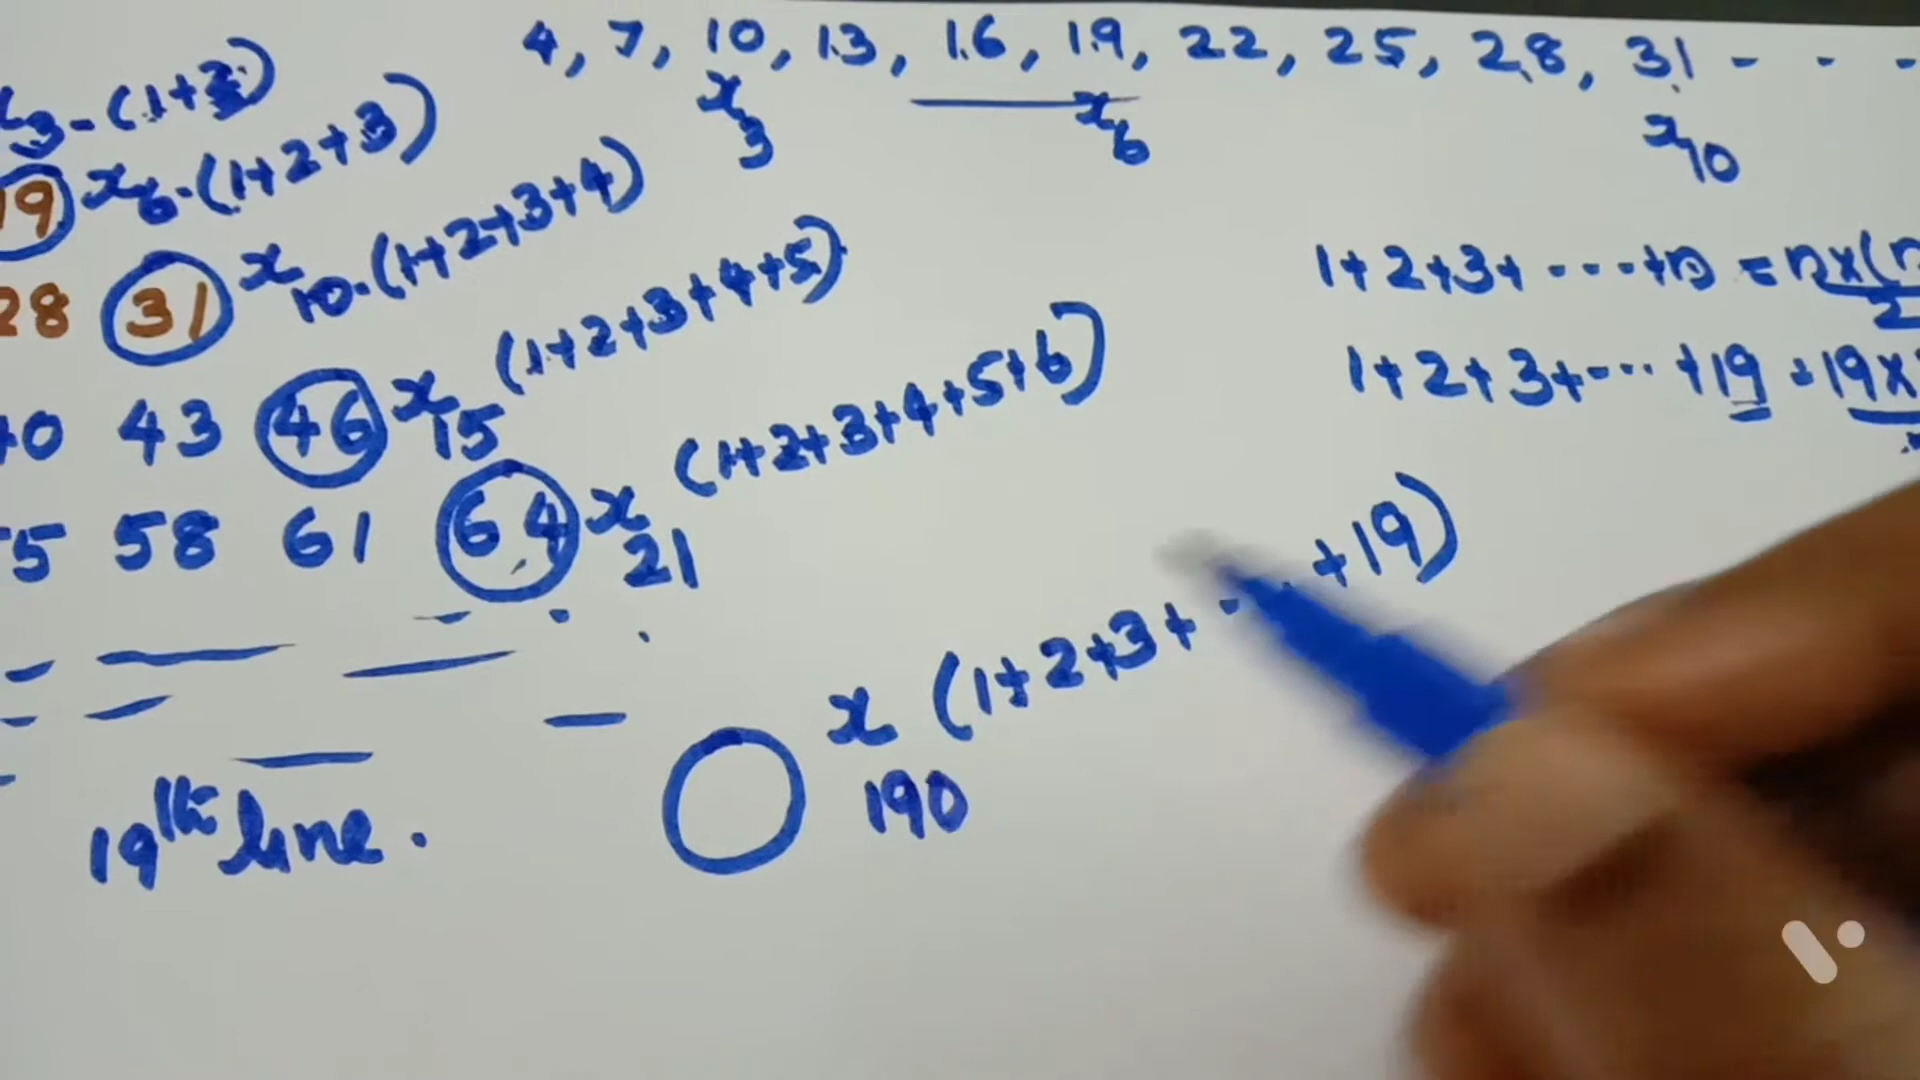 4, 7, 10, 13, 16, 19, 22, 25, 28, 31 - - -
x3 x6 x10
x3 - (1+2)
19 x6 - (1+2+3)
28 31 x10 - (1+2+3+4)
40 43 46 x15 (1+2+3+4+5)
55 58 61 64 x21 (1+2+3+4+5+6)
19th line. x190 (1+2+3+ ... +19)
1+2+3+ ---- +n = n×(n
2
1+2+3+--- +19 = 19×